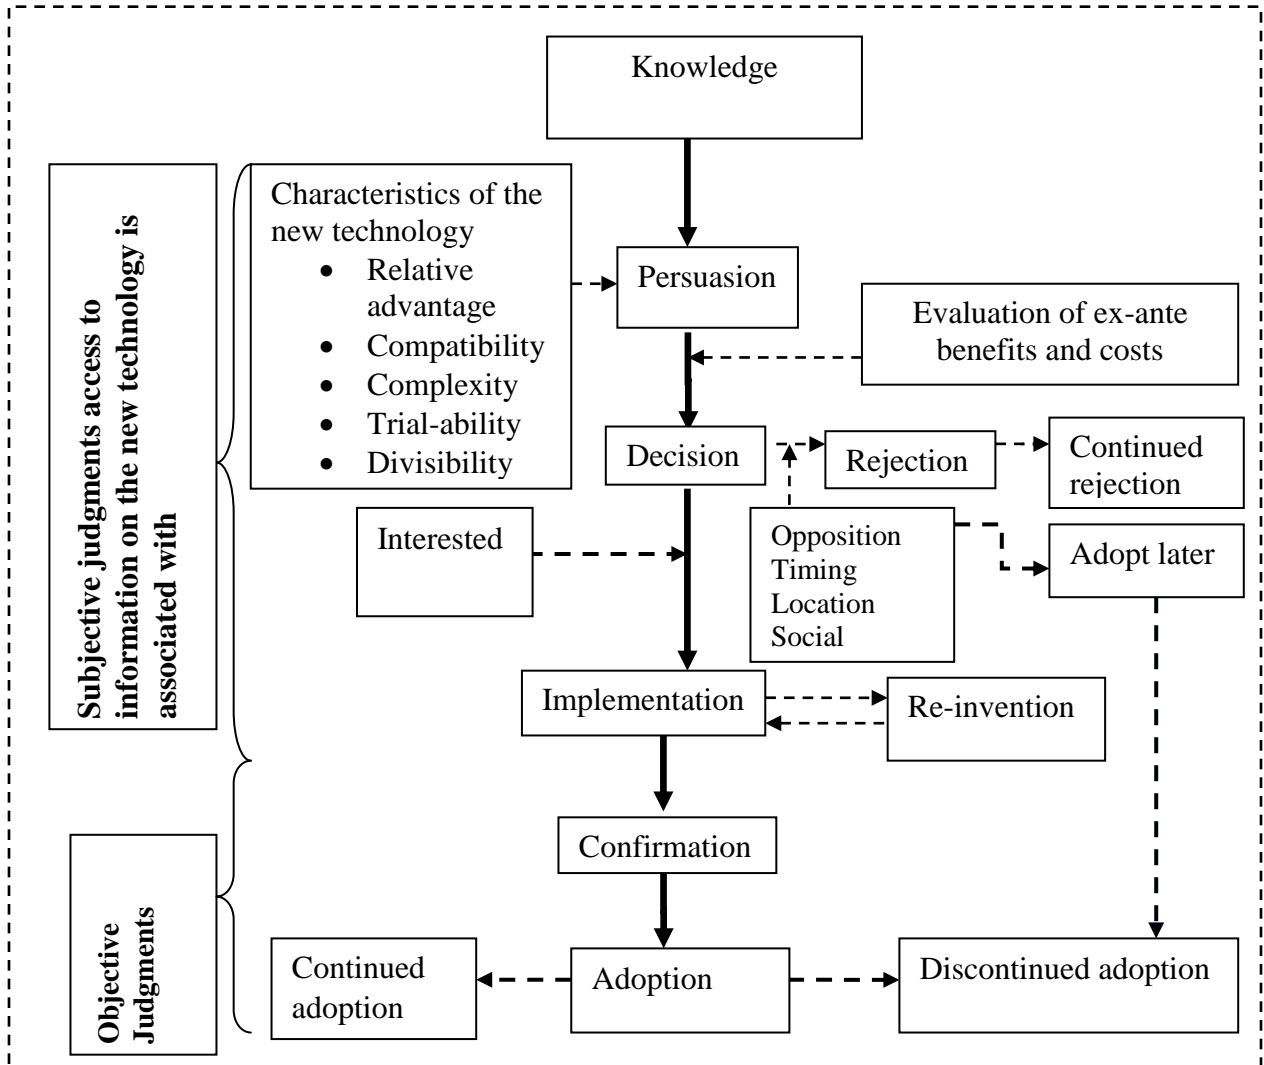 Knowledge
Subjective judgments access to
information on the new technology is
associated with
Characteristics of the
new technology
• Relative
advantage
• Compatibility
• Complexity
• Trial-ability
• Divisibility
Persuasion
Evaluation of ex-ante
benefits and costs
Decision
Rejection
Continued
rejection
Interested
Opposition
Timing
Location
Social
Adopt later
Implementation
Re-invention
Confirmation
Objective
Judgments
Continued
adoption
Adoption
Discontinued adoption